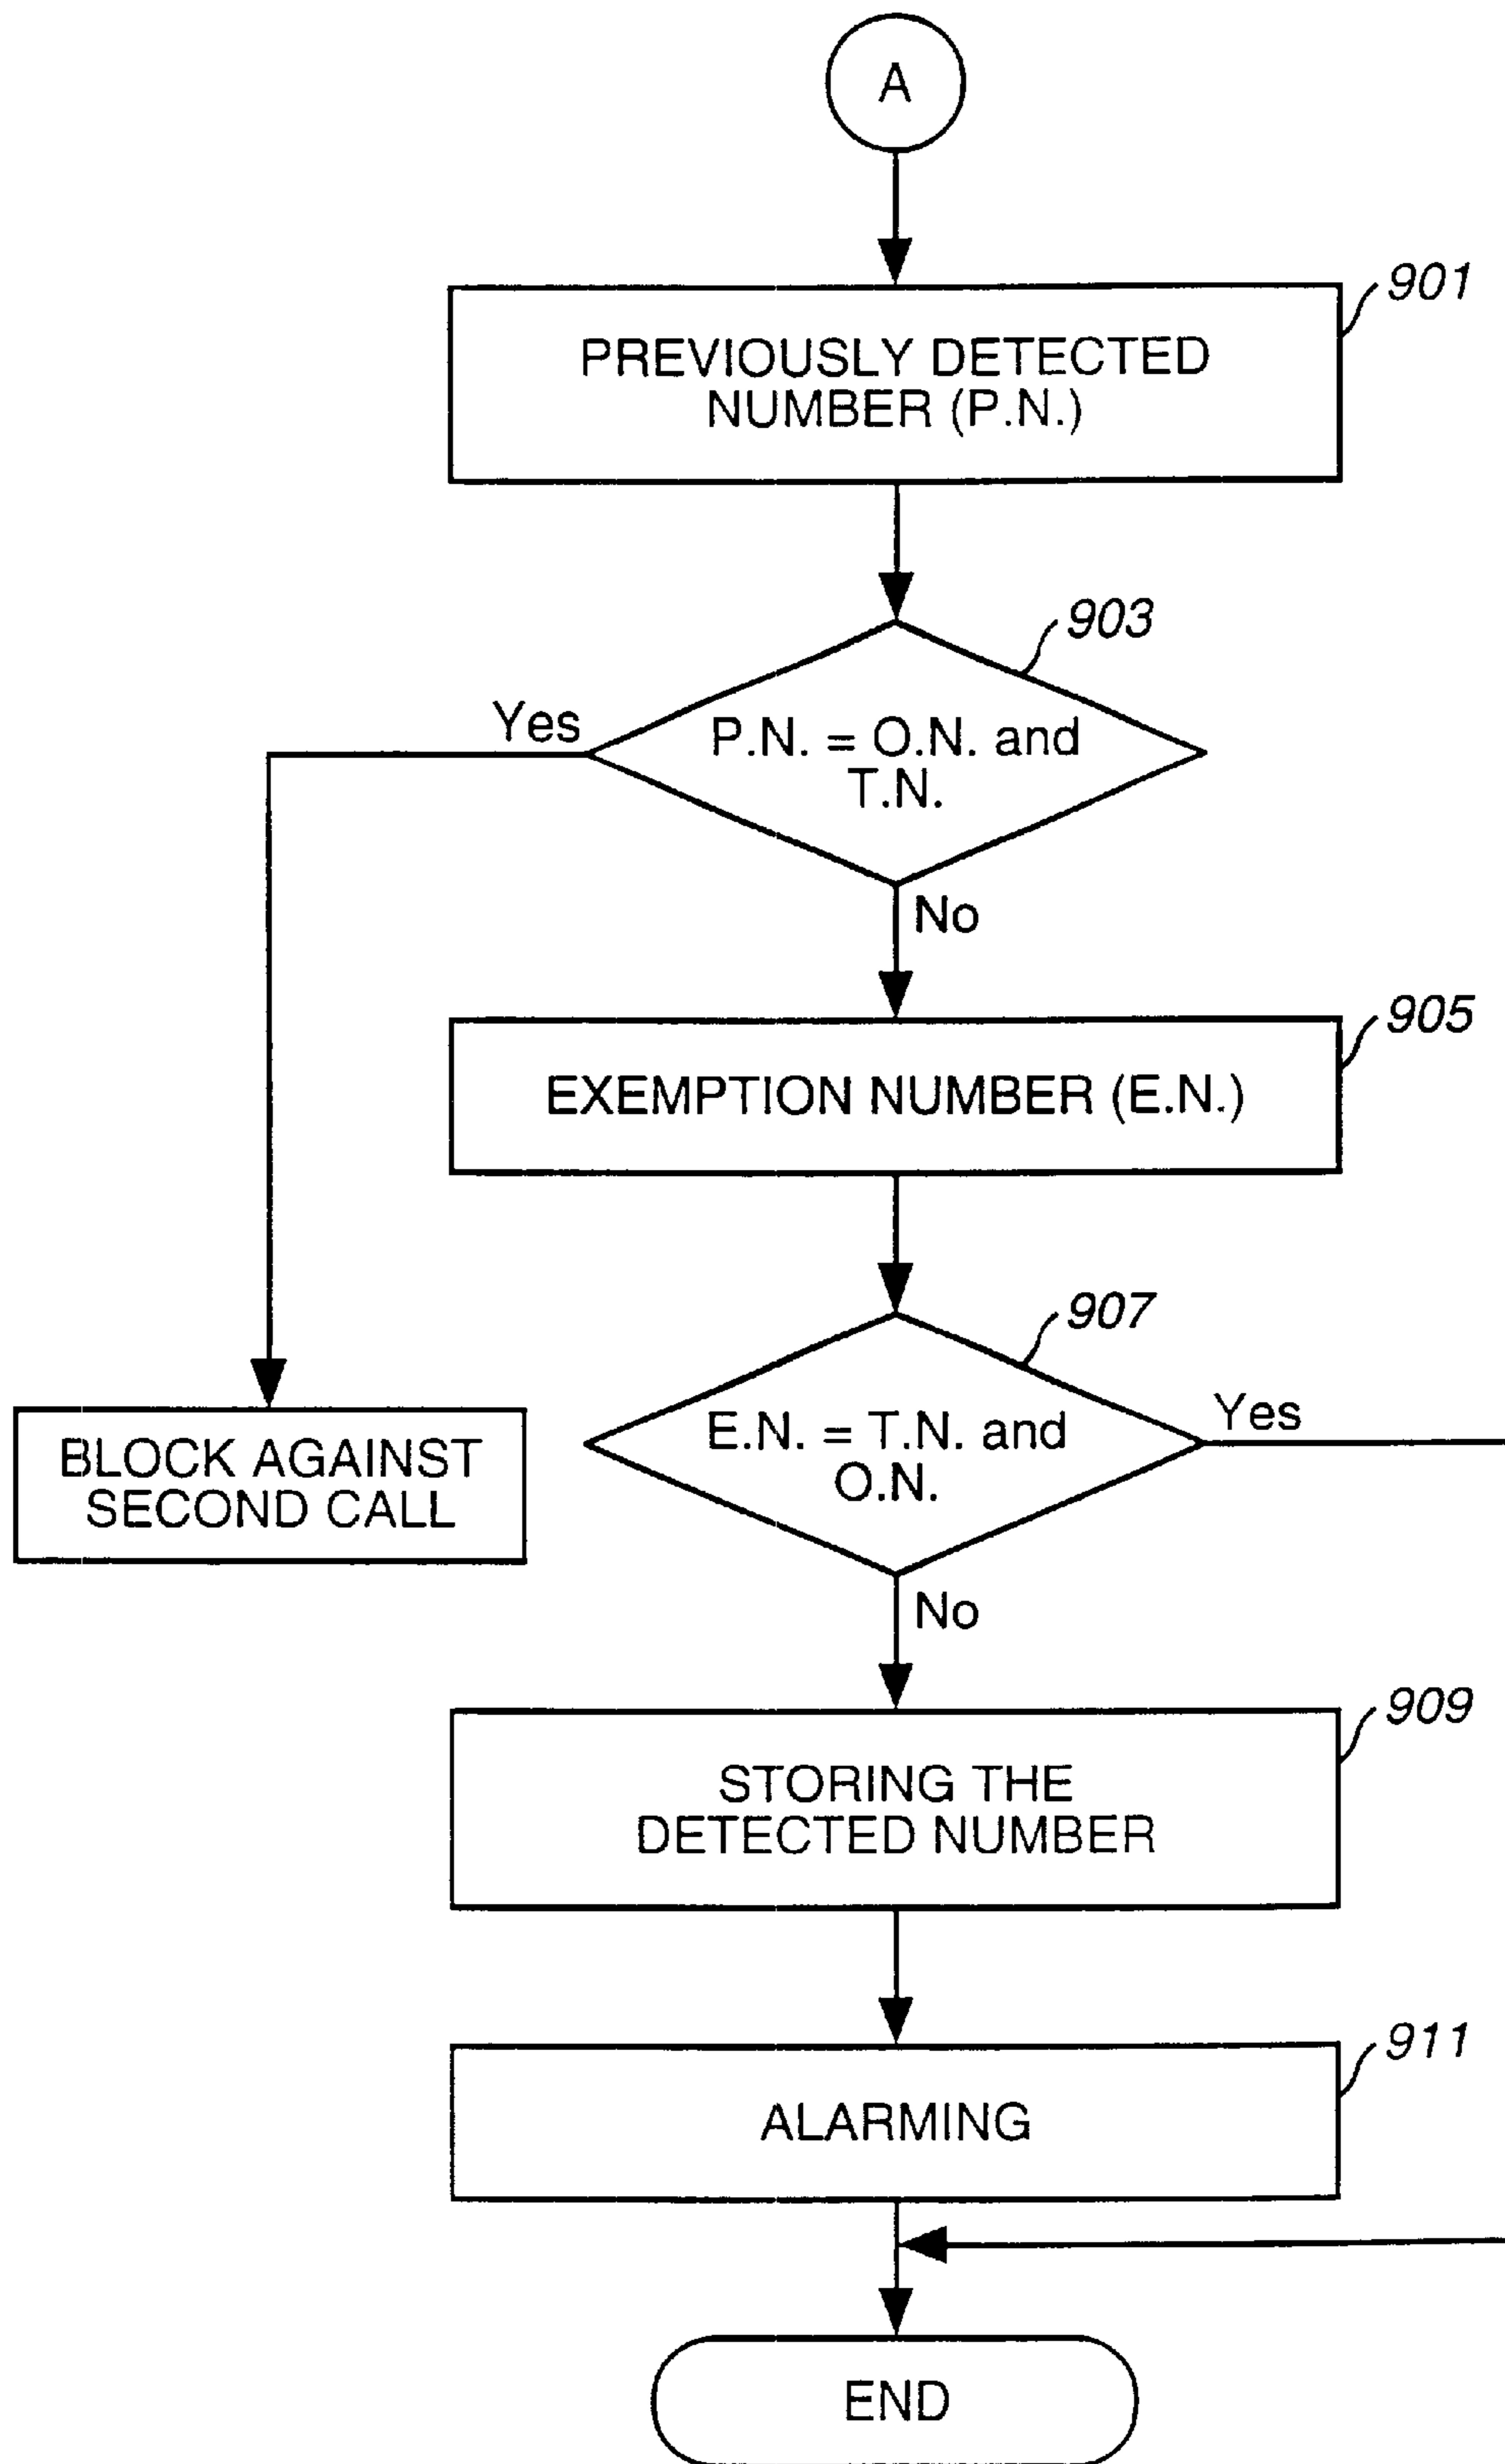 A
901
PREVIOUSLY DETECTED
NUMBER (P.N.)
903
Yes
P.N. = O.N. and
T.N.
No
905
EXEMPTION NUMBER (E.N.)
907
E.N. = T.N. and
O.N.
Yes
BLOCK AGAINST
SECOND CALL
No
909
STORING THE
DETECTED NUMBER
911
ALARMING
END